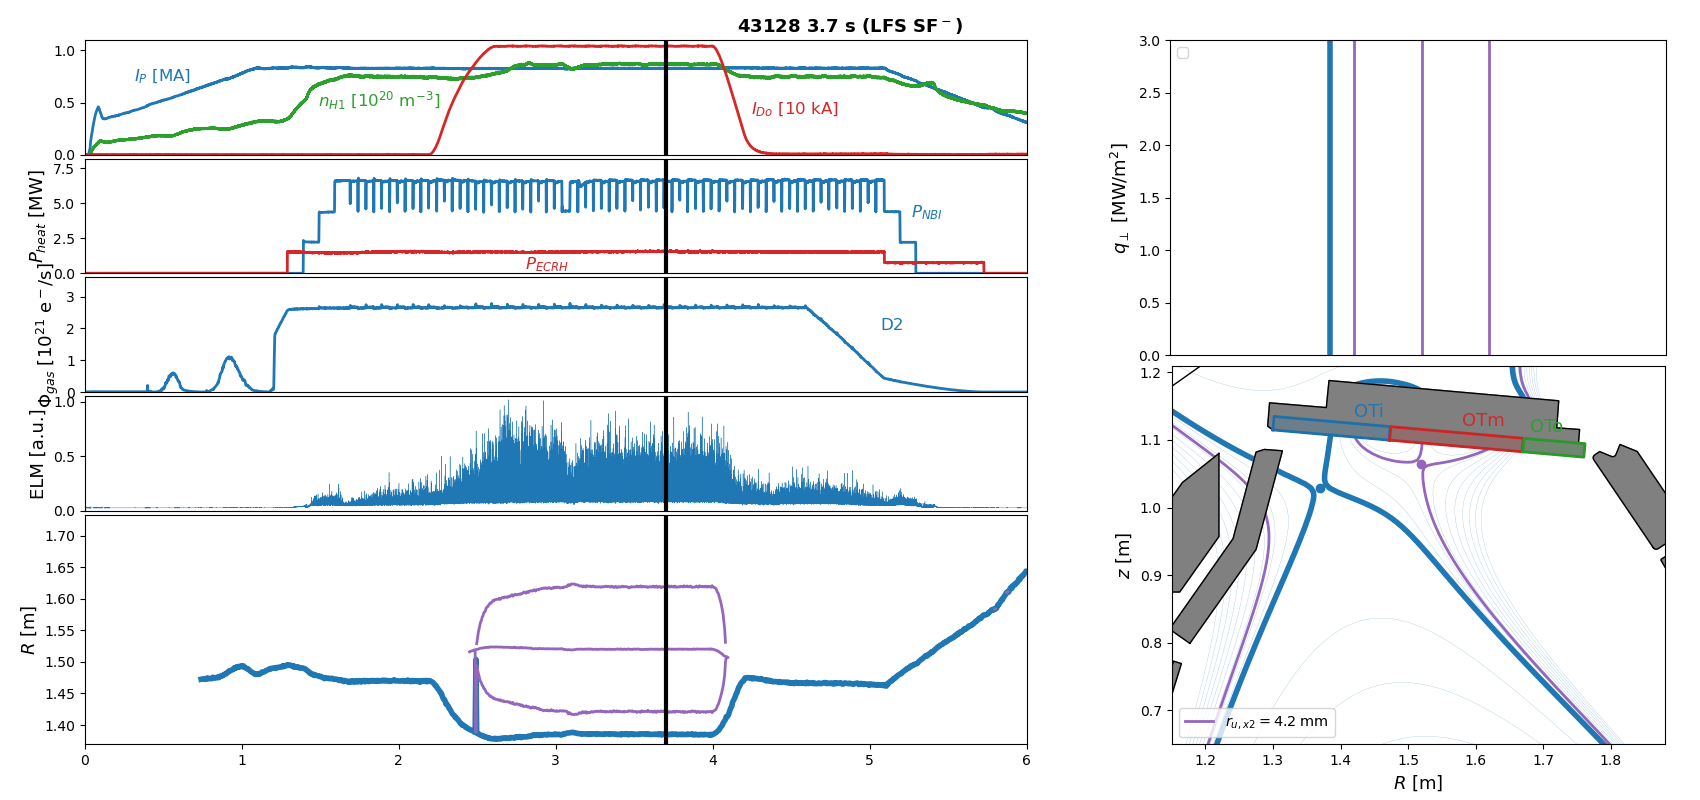 43128 3.7 s (LFS SF⁻)
1.0
0.5
0.0
I_P [MA]
n_H1 [10²⁰ m⁻³]
I_Do [10 kA]
P_heat [MW]
7.5
5.0
2.5
0.0
P_NBI
P_ECRH
Φ_gas [10²¹ e⁻/s]
3
2
1
0
D2
ELM [a.u.]
1.0
0.5
0.0
R [m]
1.70
1.65
1.60
1.55
1.50
1.45
1.40
0 1 2 3 4 5 6
q_⊥ [MW/m²]
3.0
2.5
2.0
1.5
1.0
0.5
0.0
z [m]
1.2
1.1
1.0
0.9
0.8
0.7
OTi
OTm
OTo
r_u,x2 = 4.2 mm
1.2 1.3 1.4 1.5 1.6 1.7 1.8
R [m]